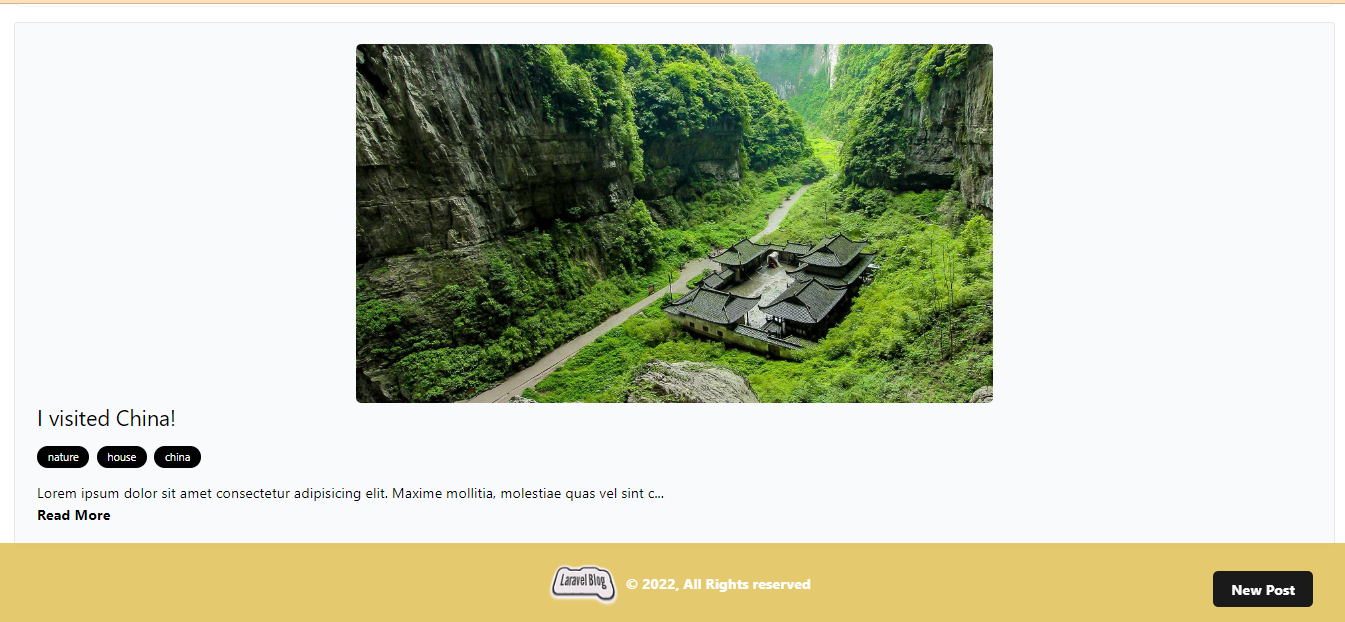 I visited China!
nature house china
Lorem ipsum dolor sit amet consectetur adipisicing elit. Maxime mollitia, molestiae quas vel sint c...
Read More
Laravel Blog © 2022, All Rights reserved
New Post